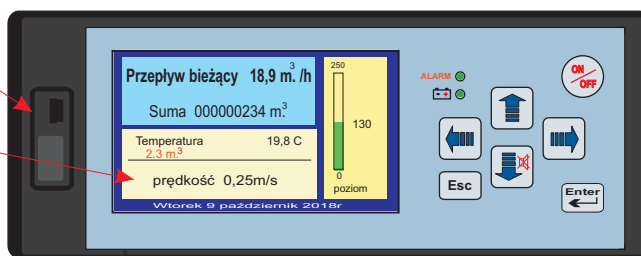 Przepływ bieżący 18,9 m.³ /h
Suma 000000234 m.³
Temperatura 19,8 C
2.3 m.³
prędkość 0,25m/s
250
130
0
poziom
Wtorek 9 październik 2018r
ALARM
ON/OFF
Esc
Enter